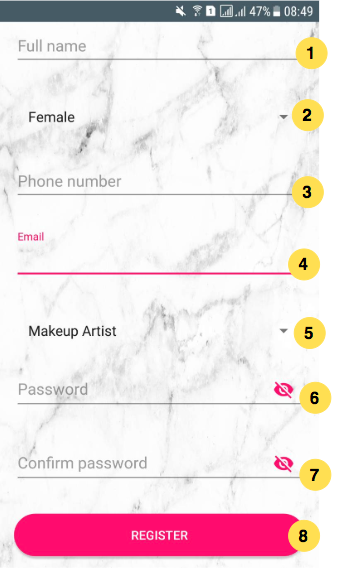 1 47% 08:49
Full name 1
Female 2
Phone number 3
Email
4
Makeup Artist 5
Password 6
Confirm password 7
REGISTER 8